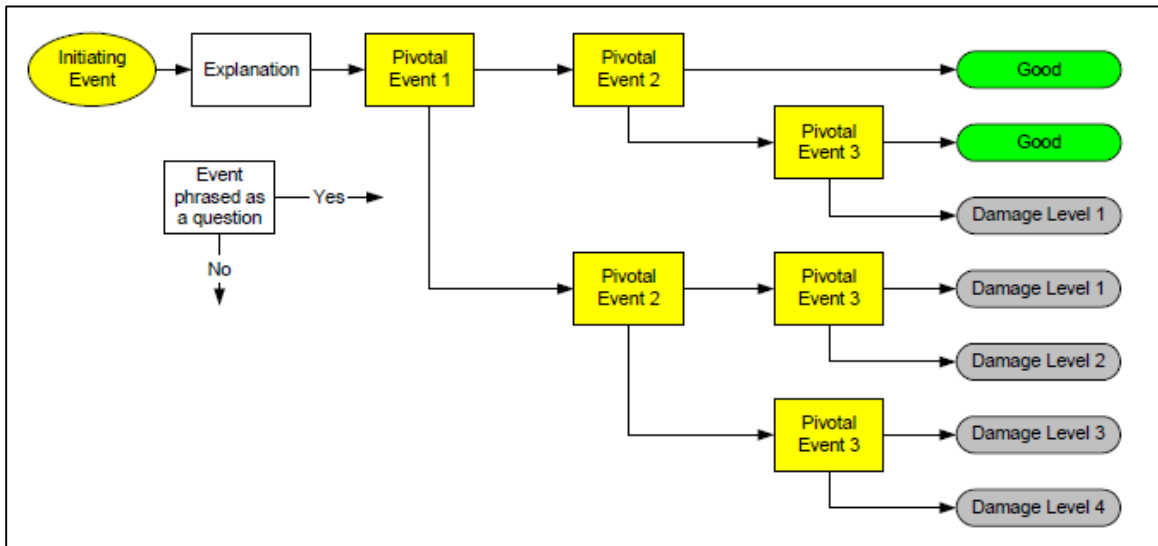 Initiating
Event
Explanation
Pivotal
Event 1
Pivotal
Event 2
Good
Pivotal
Event 3
Good
Event
phrased as
a question
Yes
No
Damage Level 1
Pivotal
Event 2
Pivotal
Event 3
Damage Level 1
Damage Level 2
Pivotal
Event 3
Damage Level 3
Damage Level 4